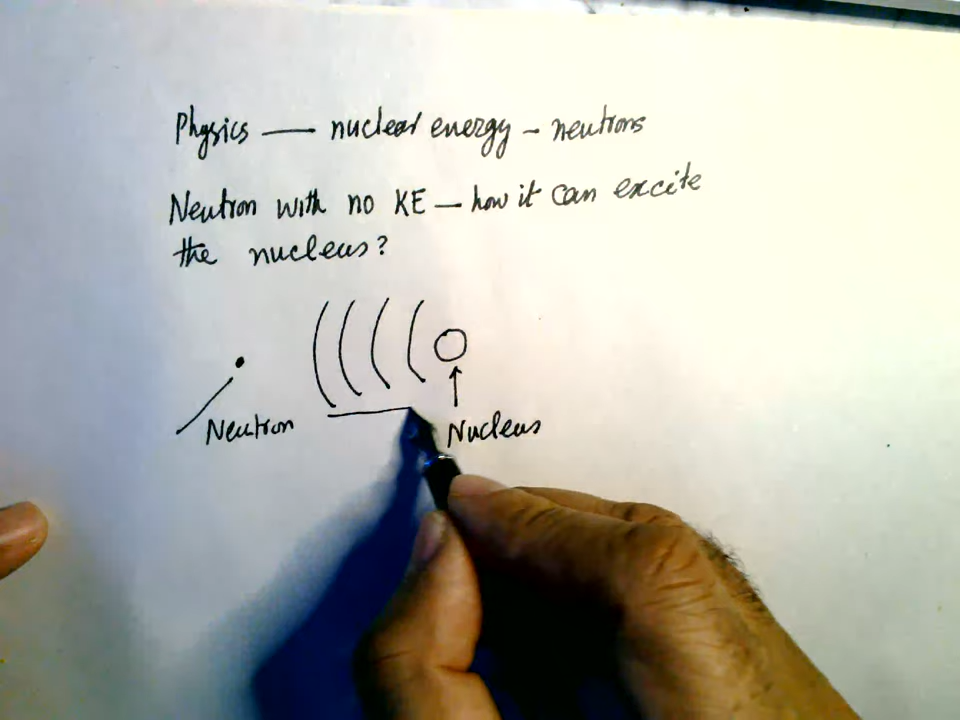 Physics — nuclear energy - neutrons
Neutron with no KE — how it can excite
the nucleus?
Neutron
Nucleus